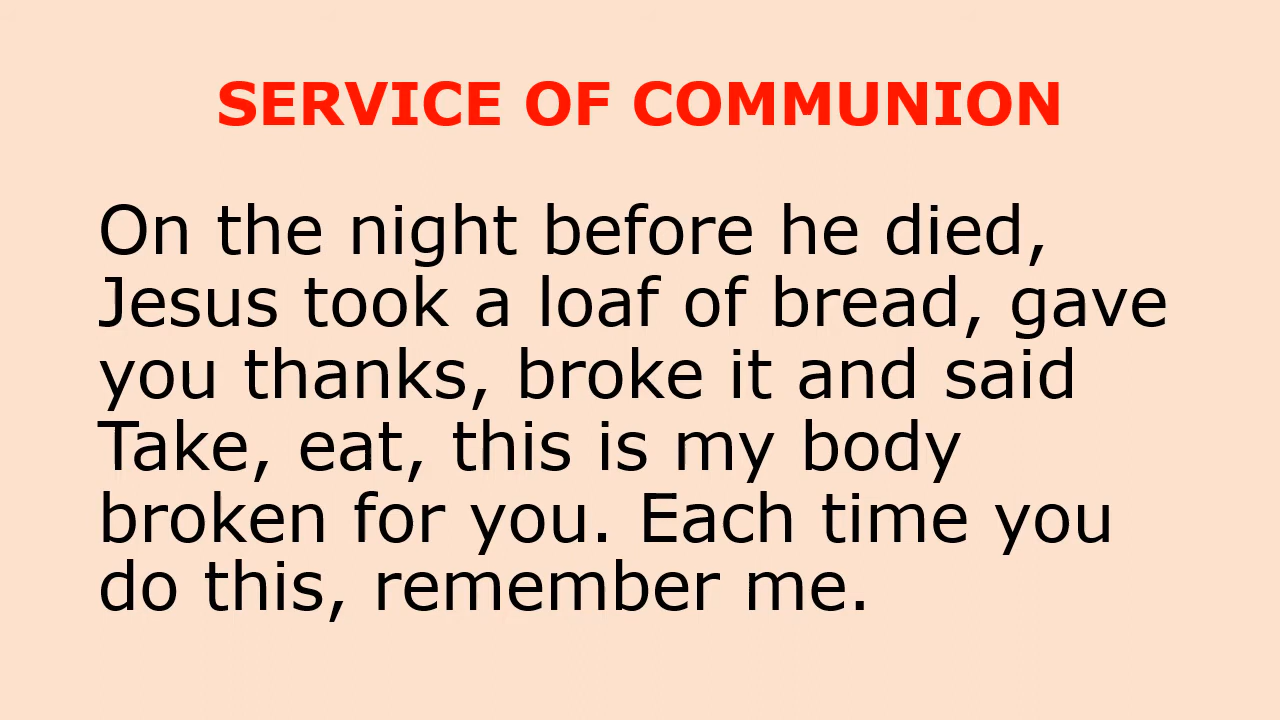 SERVICE OF COMMUNION
On the night before he died,
Jesus took a loaf of bread, gave
you thanks, broke it and said
Take, eat, this is my body
broken for you. Each time you
do this, remember me.